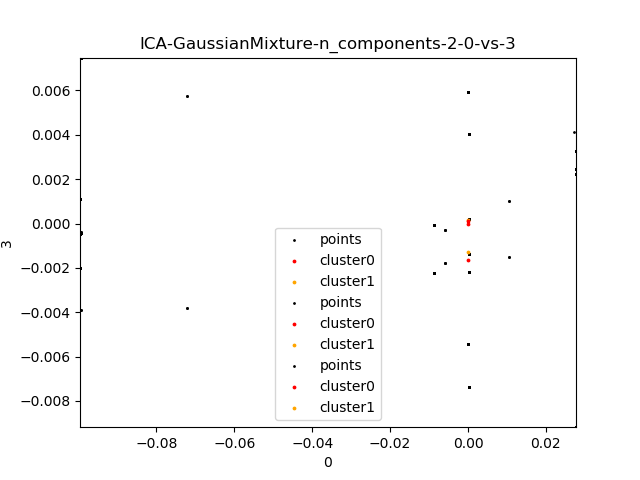 ICA-GaussianMixture-n_components-2-0-vs-3
0.006
0.004
0.002
0.000
−0.002
−0.004
−0.006
−0.008
3
points
cluster0
cluster1
points
cluster0
cluster1
points
cluster0
cluster1
−0.08
−0.06
−0.04
−0.02
0.00
0.02
0